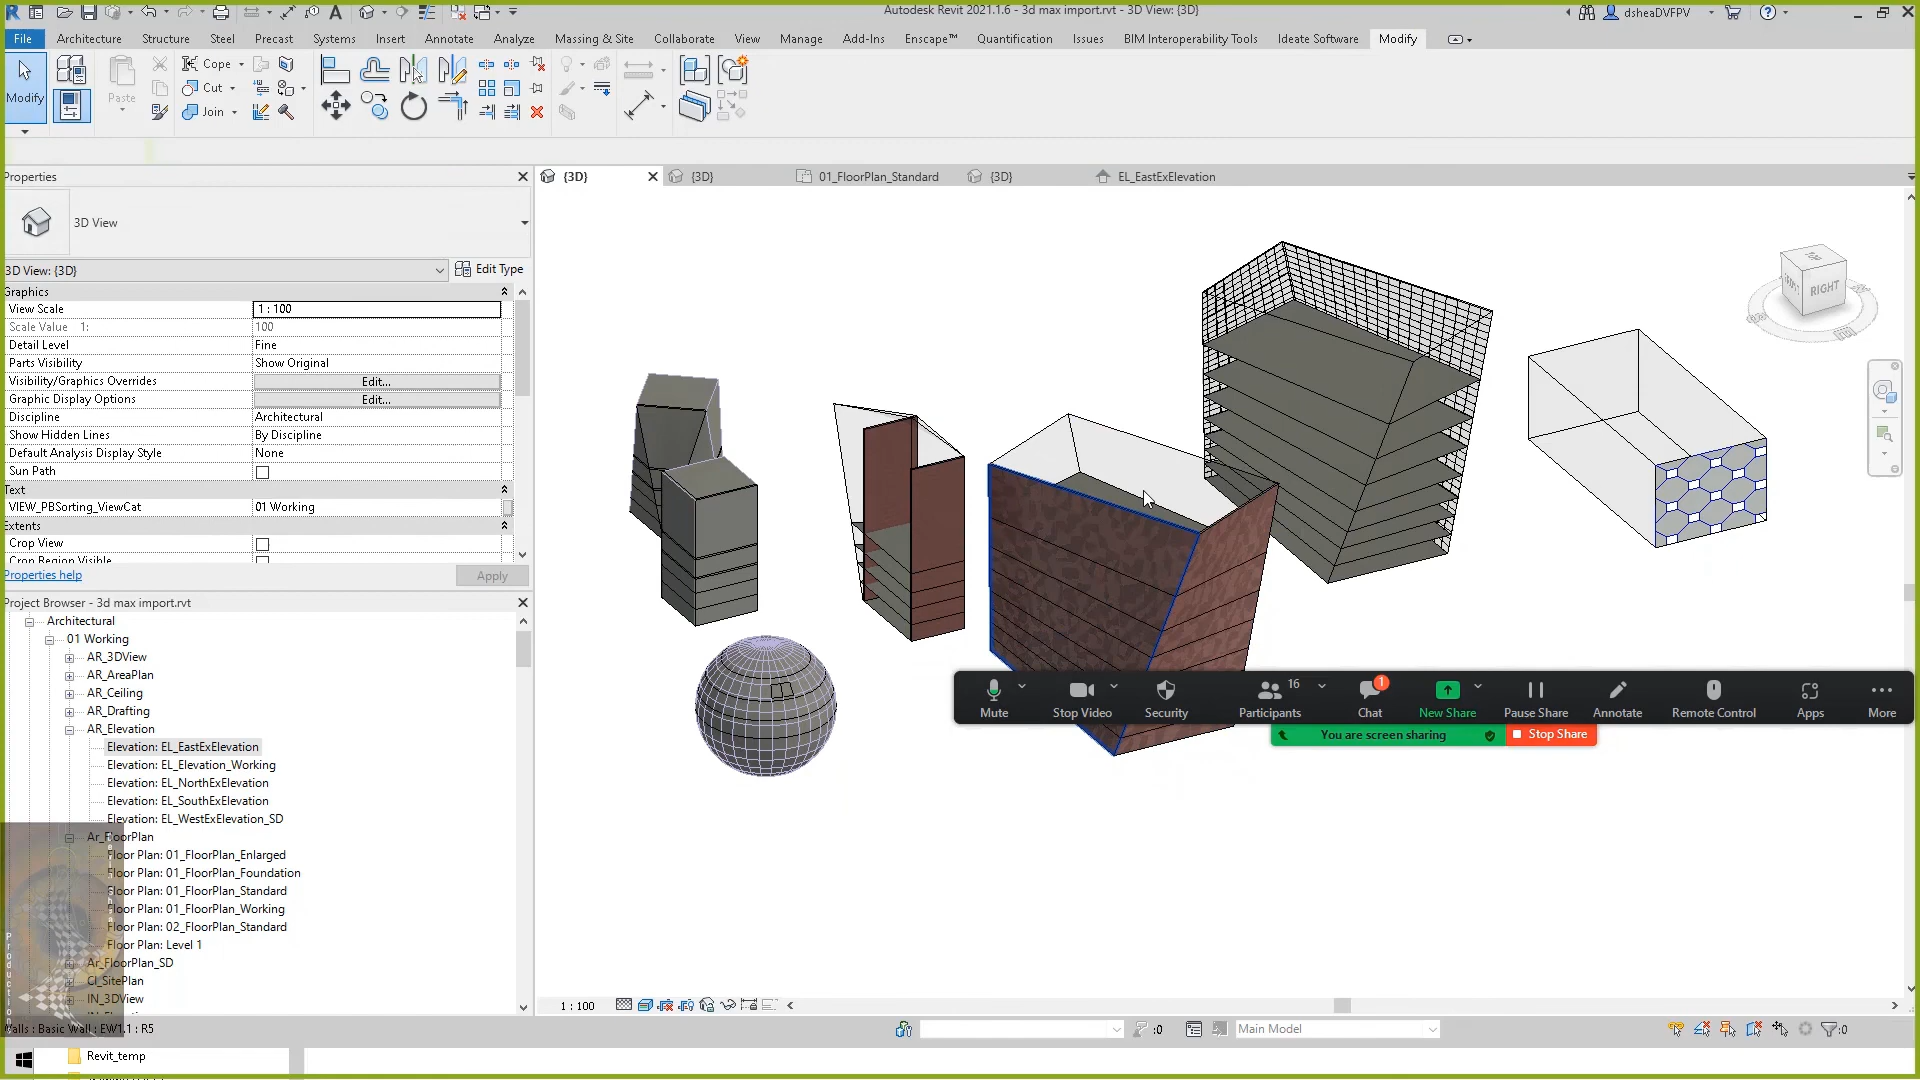 Autodesk Revit 2021.1.6 - 3d max import.rvt - 3D View: {3D}
dsheaDVFPV
File Architecture Structure Steel Precast Systems Insert Annotate Analyze Massing & Site Collaborate View Manage Add-Ins Enscape™ Quantification Issues BIM Interoperability Tools Ideate Software Modify
Modify
Paste
Cope
Cut
Join
Properties
{3D}
{3D}
01_FloorPlan_Standard
{3D}
EL_EastExElevation
3D View
3D View: {3D}
Edit Type
Graphics
View Scale 1 : 100
Scale Value 1: 100
Detail Level Fine
Parts Visibility Show Original
Visibility/Graphics Overrides Edit...
Graphic Display Options Edit...
Discipline Architectural
Show Hidden Lines By Discipline
Default Analysis Display Style None
Sun Path
Text
VIEW_PBSorting_ViewCat 01 Working
Extents
Crop View
Crop Region Visible
Properties help
Apply
TOP
RIGHT
Project Browser - 3d max import.rvt
Architectural
01 Working
AR_3DView
AR_AreaPlan
AR_Ceiling
AR_Drafting
AR_Elevation
Elevation: EL_EastExElevation
Elevation: EL_Elevation_Working
Elevation: EL_NorthExElevation
Elevation: EL_SouthExElevation
Elevation: EL_WestExElevation_SD
Ar_FloorPlan
Floor Plan: 01_FloorPlan_Enlarged
Floor Plan: 01_FloorPlan_Foundation
Floor Plan: 01_FloorPlan_Standard
Floor Plan: 01_FloorPlan_Working
Floor Plan: 02_FloorPlan_Standard
Floor Plan: Level 1
Ar_FloorPlan_SD
CI_SitePlan
IN_3DView
Mute
Stop Video
Security
16
Participants
1
Chat
New Share
Pause Share
Annotate
Remote Control
Apps
More
You are screen sharing
Stop Share
1 : 100
Walls : Basic Wall : EW1.1 : R5
:0
Main Model
:0
Revit_temp